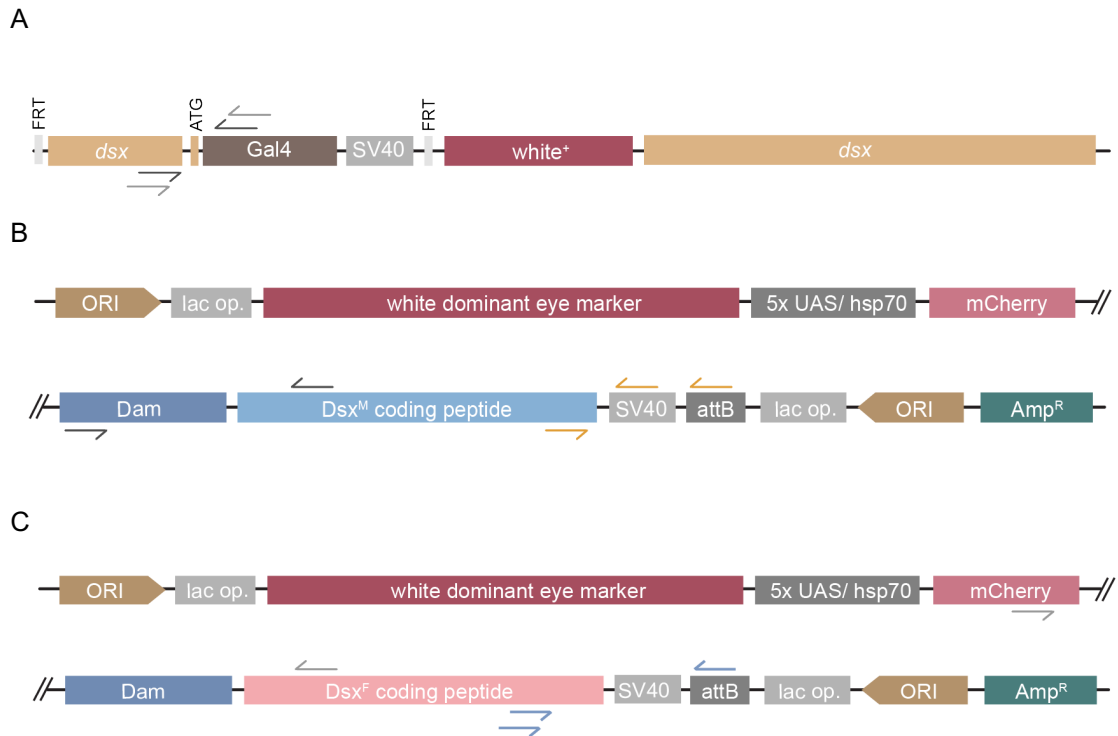 A
FRT
ATG
FRT
dsx
Gal4
SV40
white⁺
dsx
B
ORI
lac op.
white dominant eye marker
5x UAS/ hsp70
mCherry
Dam
Dsxᴹ coding peptide
SV40
attB
lac op.
ORI
Ampᴿ
C
ORI
lac op.
white dominant eye marker
5x UAS/ hsp70
mCherry
Dam
Dsxꟳ coding peptide
SV40
attB
lac op.
ORI
Ampᴿ